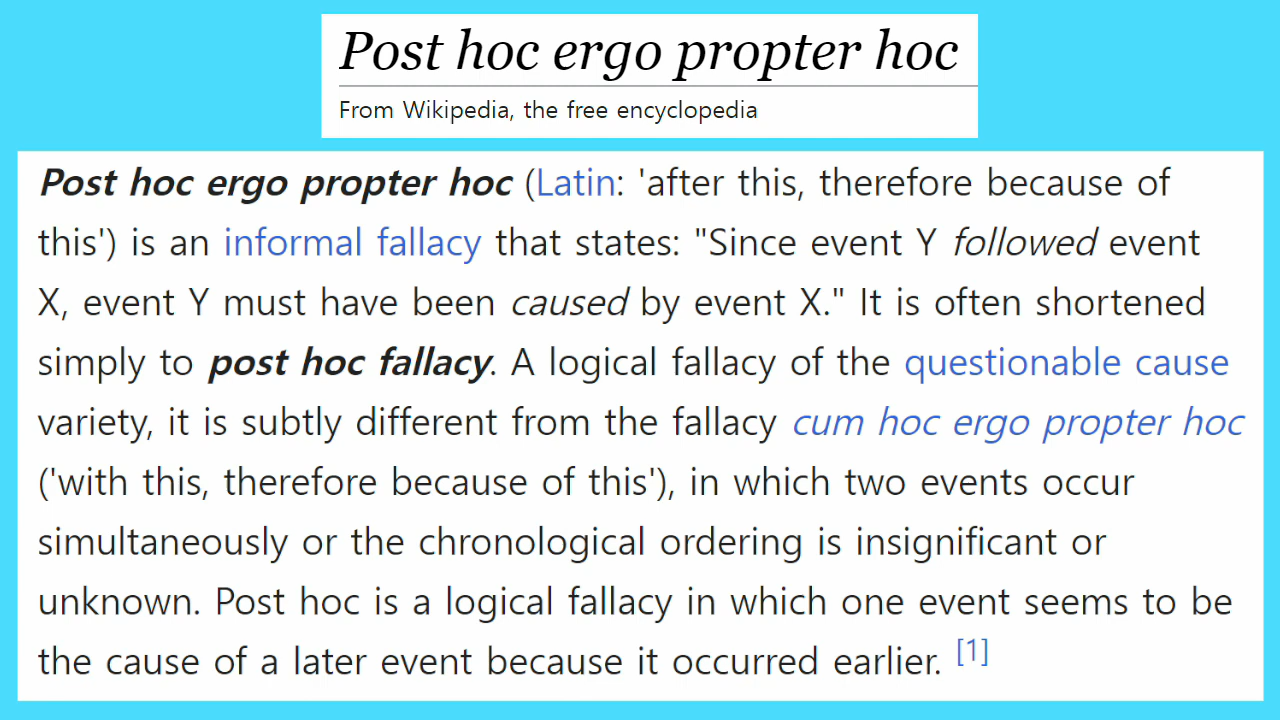 Post hoc ergo propter hoc
From Wikipedia, the free encyclopedia
Post hoc ergo propter hoc (Latin: 'after this, therefore because of
this') is an informal fallacy that states: "Since event Y followed event
X, event Y must have been caused by event X." It is often shortened
simply to post hoc fallacy. A logical fallacy of the questionable cause
variety, it is subtly different from the fallacy cum hoc ergo propter hoc
('with this, therefore because of this'), in which two events occur
simultaneously or the chronological ordering is insignificant or
unknown. Post hoc is a logical fallacy in which one event seems to be
the cause of a later event because it occurred earlier. [1]